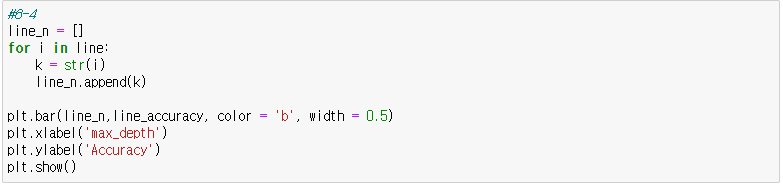 #6-4
line_n = []
for i in line:
    k = str(i)
    line_n.append(k)

plt.bar(line_n,line_accuracy, color = 'b', width = 0.5)
plt.xlabel('max_depth')
plt.ylabel('Accuracy')
plt.show()